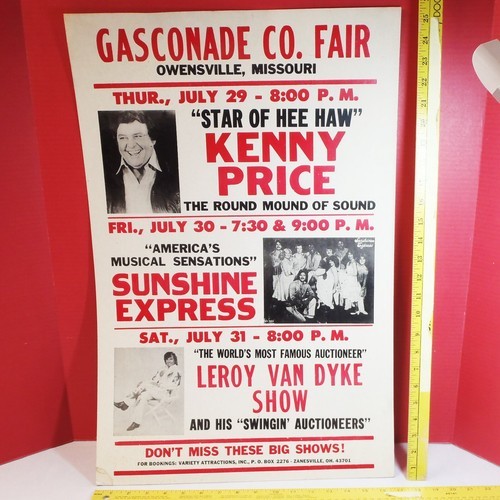 GASCONADE CO. FAIR
OWENSVILLE, MISSOURI
THUR., JULY 29 - 8:00 P. M.
"STAR OF HEE HAW"
KENNY
PRICE
THE ROUND MOUND OF SOUND
FRI., JULY 30 - 7:30 & 9:00 P. M.
"AMERICA'S
MUSICAL SENSATIONS"
SUNSHINE
EXPRESS
SAT., JULY 31 - 8:00 P. M.
"THE WORLD'S MOST FAMOUS AUCTIONEER"
LEROY VAN DYKE
SHOW
AND HIS "SWINGIN' AUCTIONEERS"
DON'T MISS THESE BIG SHOWS!
FOR BOOKINGS: VARIETY ATTRACTIONS, INC., P. O. BOX 2276 - ZANESVILLE, OH. 43701